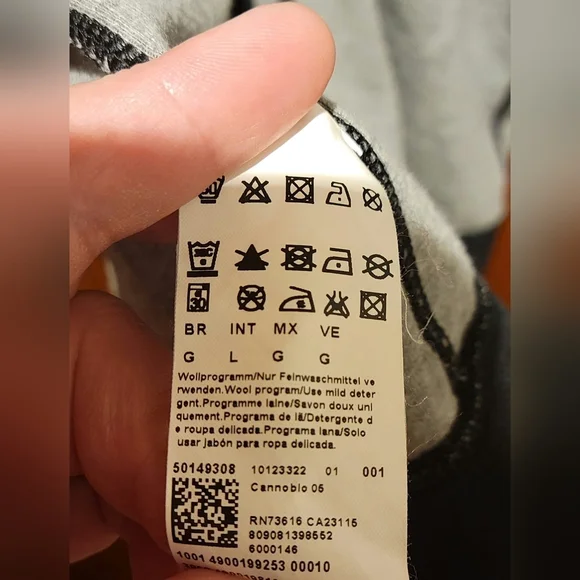 30C
30
BR INT MX VE
G L G G
Wollprogramm/Nur Feinwaschmittel ve
rwenden.Wool program/Use mild deter
gent.Programme laine/Savon doux uni
quement.Programa de lã/Detergente d
e roupa delicada.Programa lana/Solo
usar jabón para ropa delicada.
50149308 10123322 01 001
Cannobio 05
RN73616 CA23115
809081398552
6000146
1001 4900199253 00010